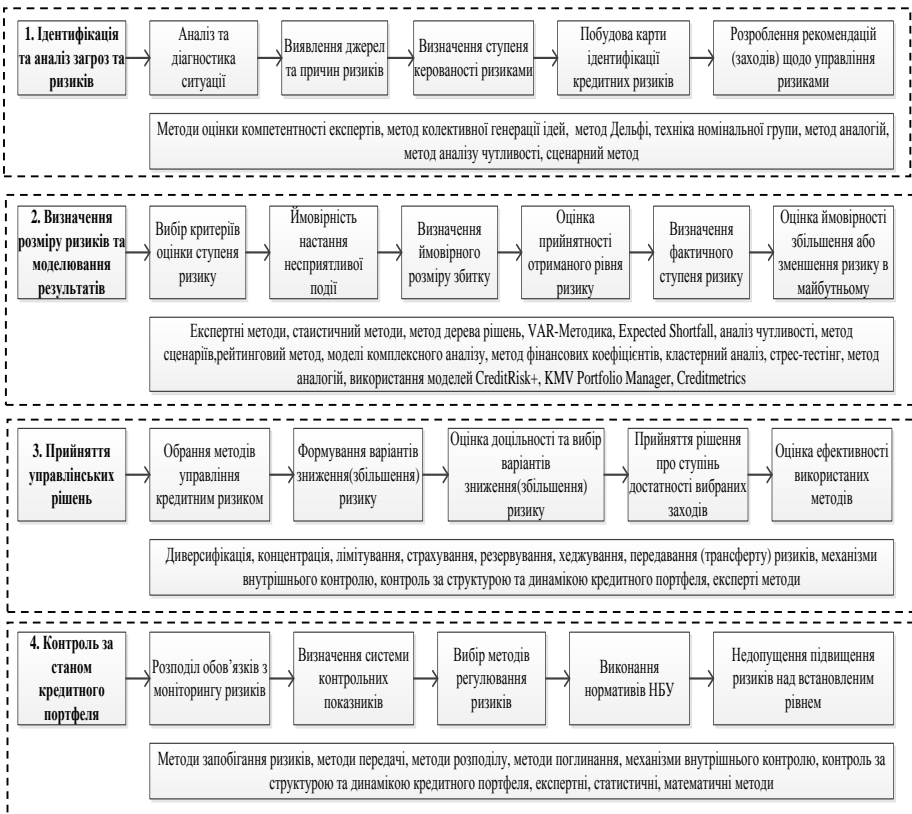 1. Ідентифікація
та аналіз загроз та
ризиків
Аналіз та
діагностика
ситуації
Виявлення джерел
та причин ризиків
Визначення ступеня
керованості ризиками
Побудова карти
ідентифікації
кредитних ризиків
Розроблення рекомендацій
(заходів) щодо управління
ризиками
Методи оцінки компетентності експертів, метод колективної генерації ідей, метод Дельфі, техніка номінальної групи, метод аналогій,
метод аналізу чутливості, сценарний метод
2. Визначення
розміру ризиків та
моделювання
результатів
Вибір критеріїв
оцінки ступеня
ризику
Ймовірність
настання
несприятливої
події
Визначення
ймовірного
розміру збитку
Оцінка
прийнятності
отриманого рівня
ризику
Визначення
фактичного
ступеня ризику
Оцінка ймовірності
збільшення або
зменшення ризику в
майбутньому
Експертні методи, стаистичний методи, метод дерева рішень, VAR-Методика, Expected Shortfall, аналіз чутливості, метод
сценаріїв,рейтинговий метод, моделі комплексного аналізу, метод фінансових коефіцієнтів, кластерний аналіз, стрес-тестінг, метод
аналогій, використання моделей CreditRisk+, KMV Portfolio Manager, Creditmetrics
3. Прийняття
управлінських
рішень
Обрання методів
управління
кредитним ризиком
Формування варіантів
зниження(збільшення)
ризику
Оцінка доцільності та вибір
варіантів
зниження(збільшення)
ризику
Прийняття рішення
про ступінь
достатності вибраних
заходів
Оцінка ефективності
використаних
методів
Диверсифікація, концентрація, лімітування, страхування, резервування, хеджування, передавання (трансферту) ризиків, механізми
внутрішнього контролю, контроль за структурою та динамікою кредитного портфеля, експерті методи
4. Контроль за
станом
кредитного
портфеля
Розподіл обов’язків з
моніторингу ризиків
Визначення системи
контрольних
показників
Вибір методів
регулювання
ризиків
Виконання
нормативів НБУ
Недопущення підвищення
ризиків над встановленим
рівнем
Методи запобігання ризиків, методи передачі, методи розподілу, методи поглинання, механізми внутрішнього контролю, контроль за
структурою та динамікою кредитного портфеля, експертні, статистичні, математичні методи